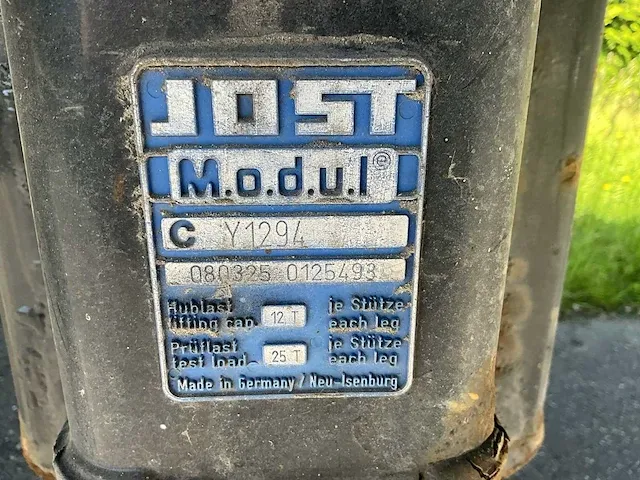 JOST
M.o.d.u.l ®
C Y1294
080325 0125493
Hublast je Stütze
lifting cap. 12 T each leg
Prüflast je Stütze
test load 25 T each leg
Made in Germany / Neu-Isenburg